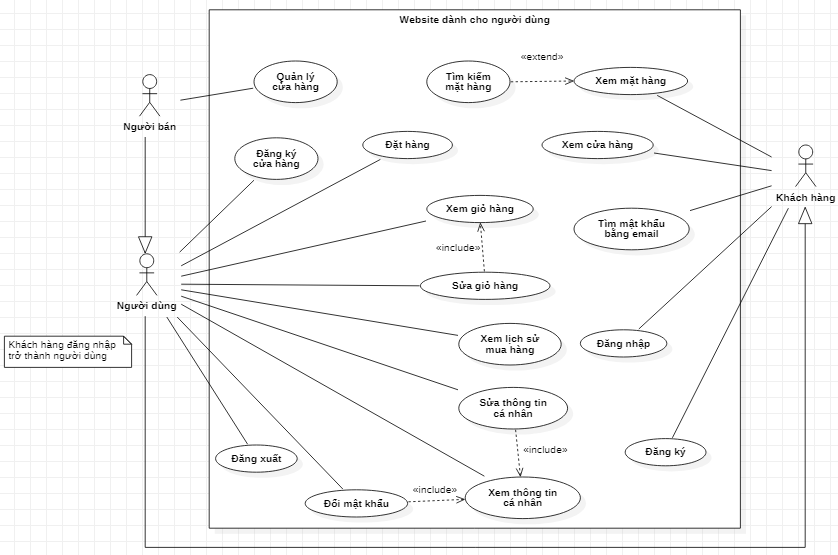 Website dành cho người dùng
Quản lý
cửa hàng
«extend»
Tìm kiếm
mặt hàng
Xem mặt hàng
Người bán
Đăng ký
cửa hàng
Đặt hàng
Xem cửa hàng
Khách hàng
Xem giỏ hàng
Tìm mật khẩu
bằng email
«include»
Sửa giỏ hàng
Người dùng
Khách hàng đăng nhập
trở thành người dùng
Xem lịch sử
mua hàng
Đăng nhập
Sửa thông tin
cá nhân
«include»
Đăng xuất
Đăng ký
«include»
Đổi mật khẩu
Xem thông tin
cá nhân